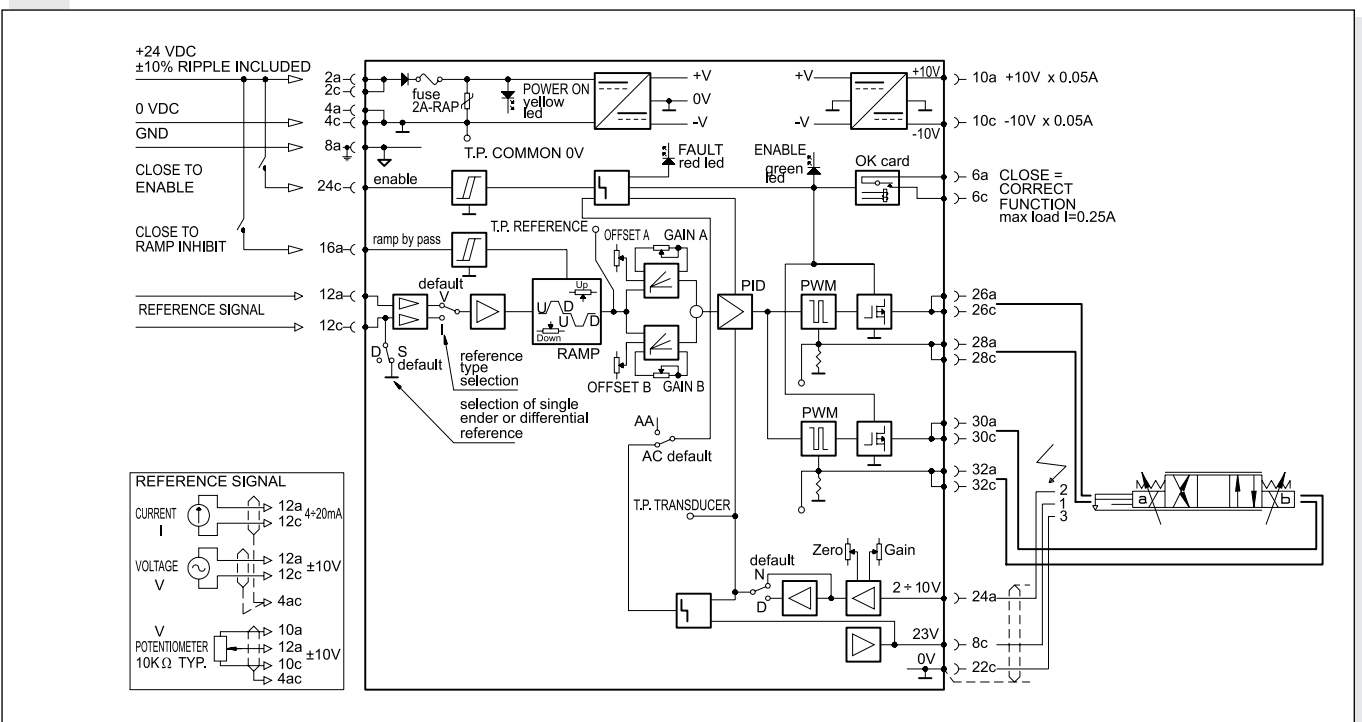 +24 VDC
±10% RIPPLE INCLUDED
0 VDC
GND
CLOSE TO
ENABLE
CLOSE TO
RAMP INHIBIT
REFERENCE SIGNAL
2a
2c
4a
4c
8a
24c
16a
12a
12c
fuse
2A-RAP
POWER ON
yellow
led
+V
0V
-V
T.P. COMMON 0V
+V
-V
+10V
-10V
10a +10V x 0.05A
10c -10V x 0.05A
enable
FAULT
red led
ENABLE
green
led
OK card
6a CLOSE =
6c CORRECT
FUNCTION
max load I=0.25A
ramp by pass
T.P. REFERENCE
OFFSET A
GAIN A
default
V
I
D
S
default
Up
U D
U D
Down
RAMP
reference
type
selection
selection of single
ender or differential
reference
OFFSET B
GAIN B
PID
PWM
26a
26c
28a
28c
PWM
30a
30c
32a
32c
AA
AC default
T.P. TRANSDUCER
default
N
D
Zero
Gain
2 ÷ 10V
24a
23V
8c
0V
22c
2
1
3
a
b
REFERENCE SIGNAL
CURRENT
I
12a
12c
4÷20mA
VOLTAGE
V
12a
12c
±10V
4ac
V
POTENTIOMETER
10KΩ TYP.
10a
12a
10c
±10V
4ac